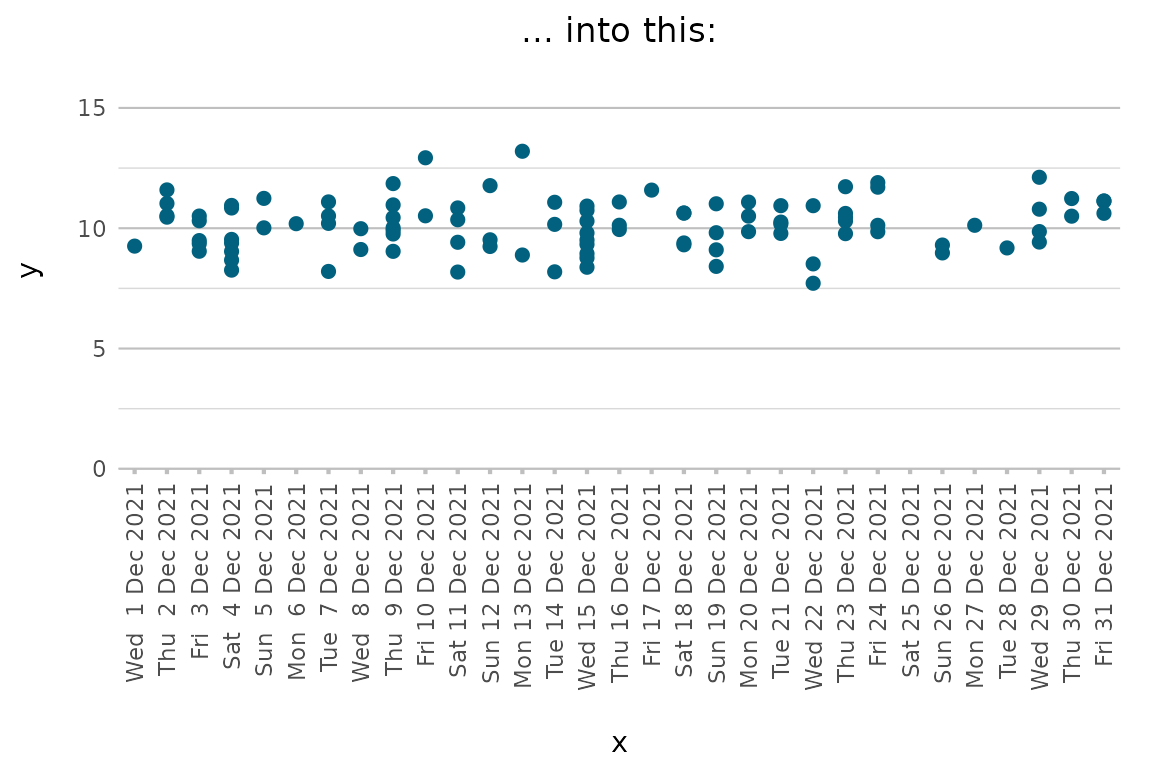 ... into this:
15
10
5
0
y
Wed  1 Dec 2021
Thu  2 Dec 2021
Fri  3 Dec 2021
Sat  4 Dec 2021
Sun  5 Dec 2021
Mon  6 Dec 2021
Tue  7 Dec 2021
Wed  8 Dec 2021
Thu  9 Dec 2021
Fri 10 Dec 2021
Sat 11 Dec 2021
Sun 12 Dec 2021
Mon 13 Dec 2021
Tue 14 Dec 2021
Wed 15 Dec 2021
Thu 16 Dec 2021
Fri 17 Dec 2021
Sat 18 Dec 2021
Sun 19 Dec 2021
Mon 20 Dec 2021
Tue 21 Dec 2021
Wed 22 Dec 2021
Thu 23 Dec 2021
Fri 24 Dec 2021
Sat 25 Dec 2021
Sun 26 Dec 2021
Mon 27 Dec 2021
Tue 28 Dec 2021
Wed 29 Dec 2021
Thu 30 Dec 2021
Fri 31 Dec 2021
x